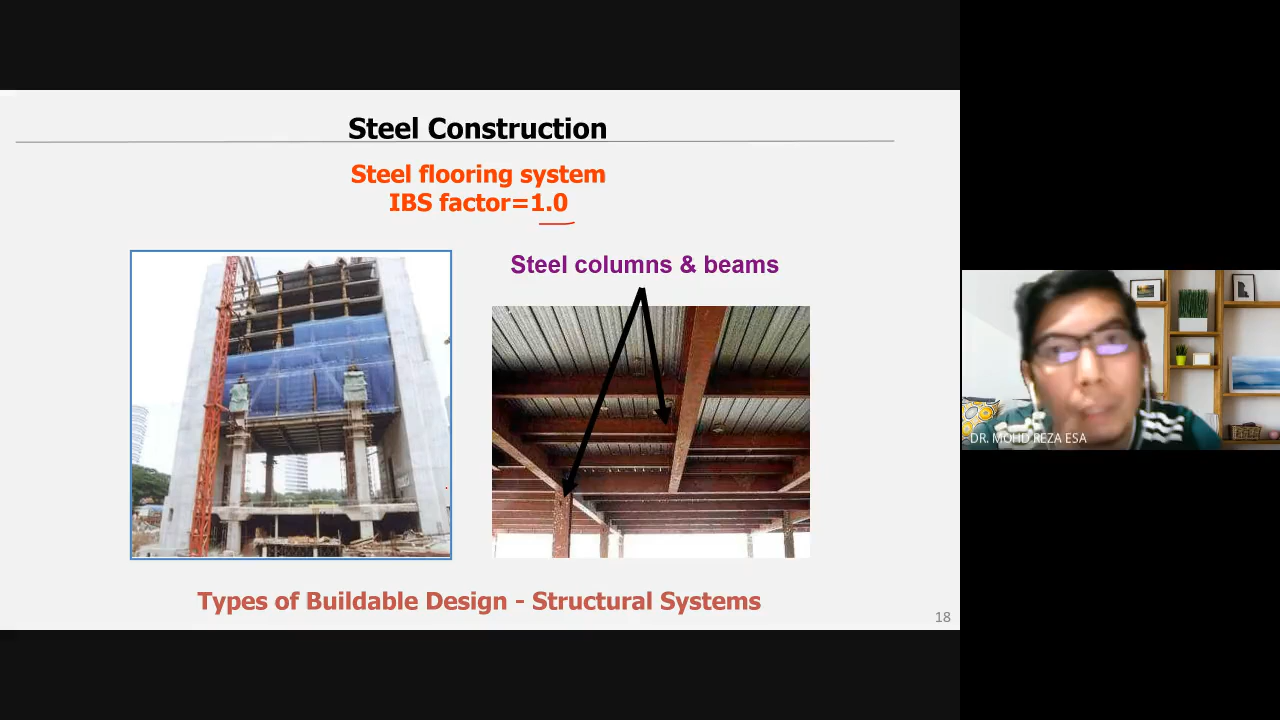 Steel Construction
Steel flooring system
IBS factor=1.0
Steel columns & beams
Types of Buildable Design - Structural Systems
18
DR. MOHD REZA ESA